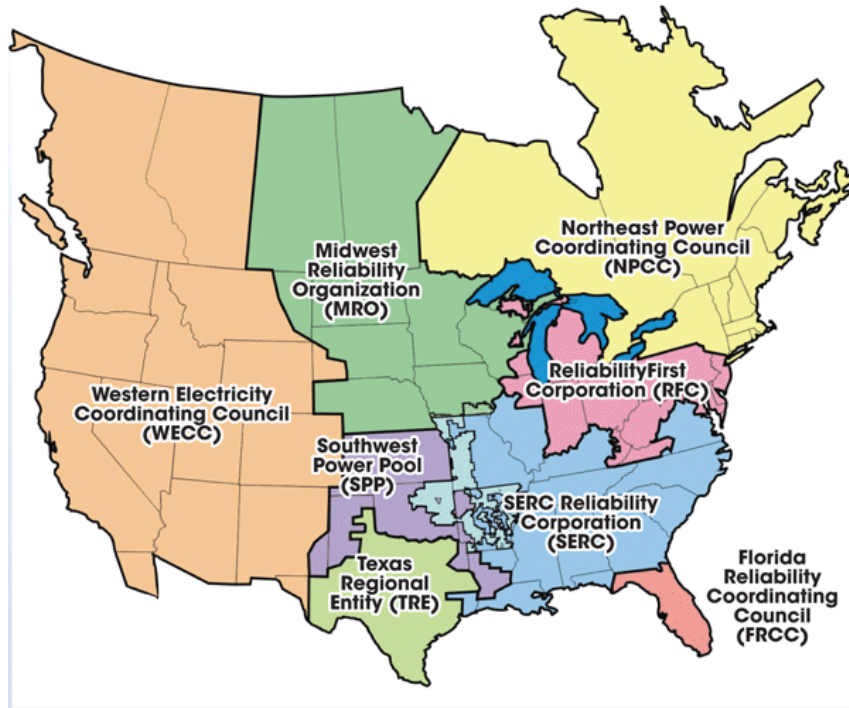 Northeast Power
Coordinating Council
(NPCC)
Midwest
Reliability
Organization
(MRO)
ReliabilityFirst
Corporation (RFC)
Western Electricity
Coordinating Council
(WECC)
Southwest
Power Pool
(SPP)
SERC Reliability
Corporation
(SERC)
Texas
Regional
Entity (TRE)
Florida
Reliability
Coordinating
Council
(FRCC)